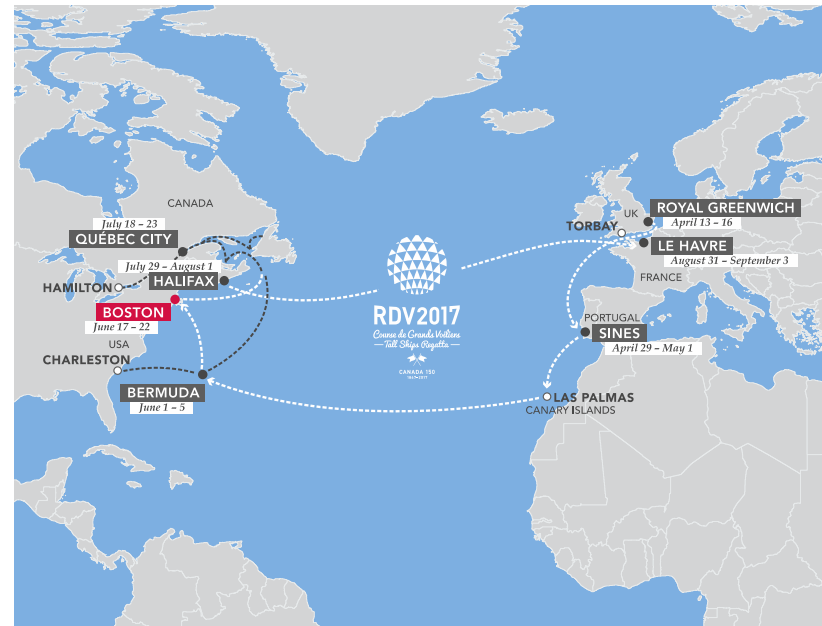 CANADA
July 18 – 23
QUÉBEC CITY
July 29 – August 1
HAMILTON
HALIFAX
BOSTON
June 17 – 22
USA
CHARLESTON
BERMUDA
June 1 – 5
RDV2017
Course de Grands Voiliers
Tall Ships Regatta
CANADA 150
1867–2017
UK
ROYAL GREENWICH
April 13 – 16
TORBAY
LE HAVRE
August 31 – September 3
FRANCE
PORTUGAL
SINES
April 29 – May 1
LAS PALMAS
CANARY ISLANDS